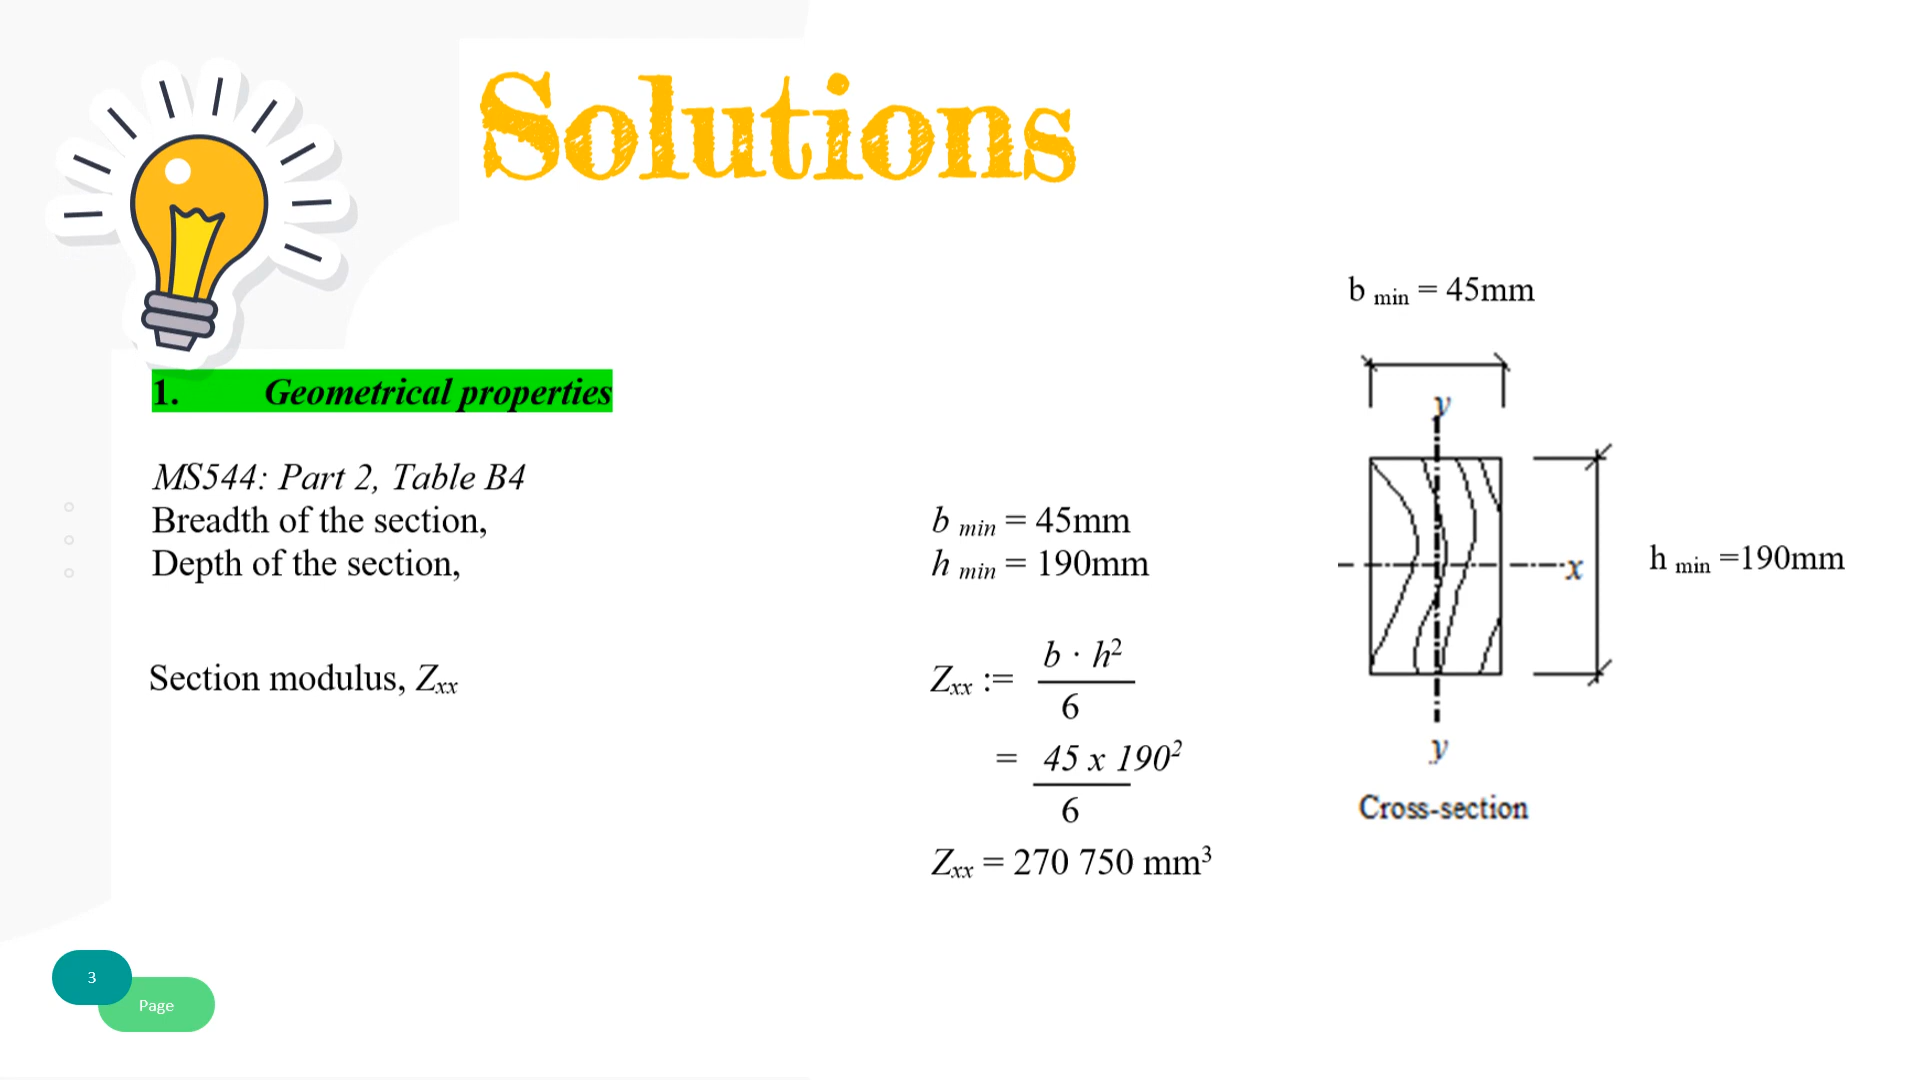 Solutions
1. Geometrical properties
MS544: Part 2, Table B4
Breadth of the section, b min = 45mm
Depth of the section, h min = 190mm
Section modulus, Zxx Zxx := b · h² / 6
= 45 x 190² / 6
Zxx = 270 750 mm³
b min = 45mm
y
x
h min =190mm
y
Cross-section
3
Page